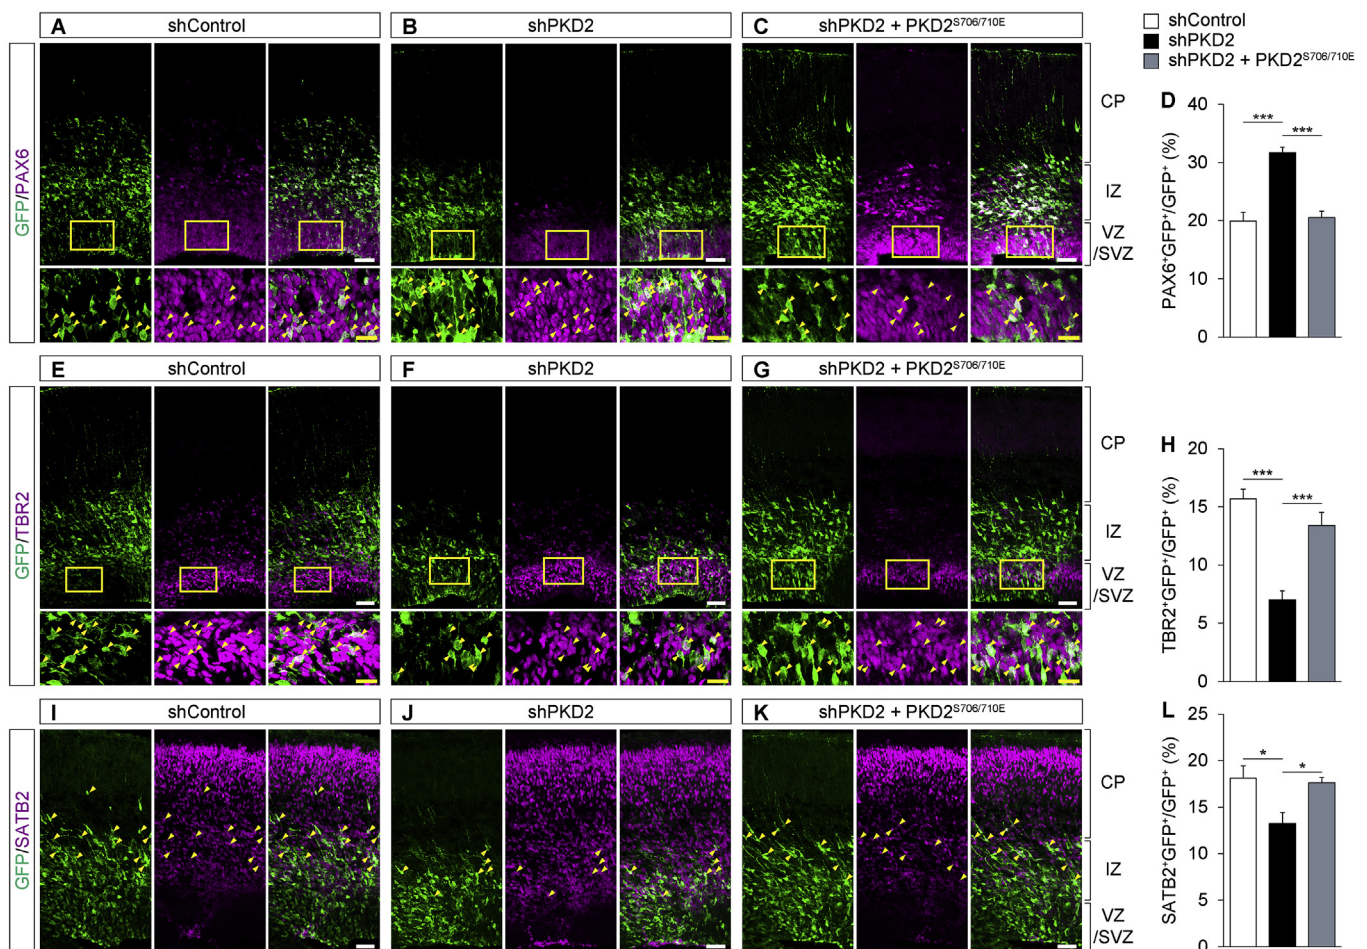 A shControl
B shPKD2
C shPKD2 + PKD2S706/710E
shControl
shPKD2
shPKD2 + PKD2S706/710E
GFP/PAX6
CP
IZ
VZ
/SVZ
D
PAX6+GFP+/GFP+ (%)
40
30
20
10
0
***
***
E shControl
F shPKD2
G shPKD2 + PKD2S706/710E
GFP/TBR2
CP
IZ
VZ
/SVZ
H
TBR2+GFP+/GFP+ (%)
20
15
10
5
0
***
***
I shControl
J shPKD2
K shPKD2 + PKD2S706/710E
GFP/SATB2
CP
IZ
VZ
/SVZ
L
SATB2+GFP+/GFP+ (%)
25
20
15
10
5
0
*
*